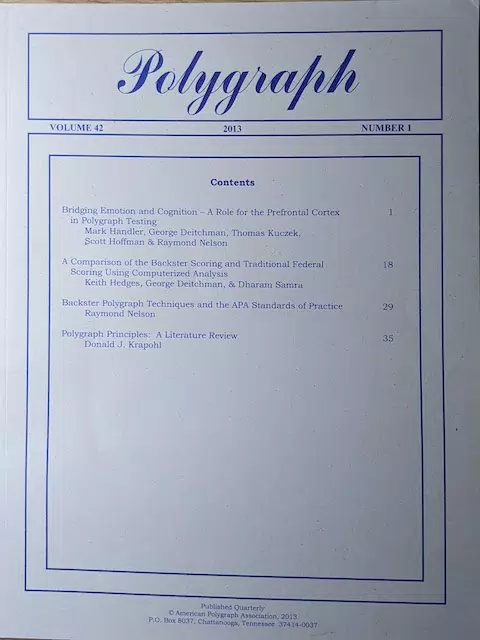 Polygraph
VOLUME 42 2013 NUMBER 1
Contents
Bridging Emotion and Cognition – A Role for the Prefrontal Cortex 1
in Polygraph Testing
Mark Handler, George Deitchman, Thomas Kuczek,
Scott Hoffman & Raymond Nelson
A Comparison of the Backster Scoring and Traditional Federal 18
Scoring Using Computerized Analysis
Keith Hedges, George Deitchman, & Dharam Samra
Backster Polygraph Techniques and the APA Standards of Practice 29
Raymond Nelson
Polygraph Principles: A Literature Review 35
Donald J. Krapohl
Published Quarterly
© American Polygraph Association, 2013
P.O. Box 8037, Chattanooga, Tennessee 37414-0037